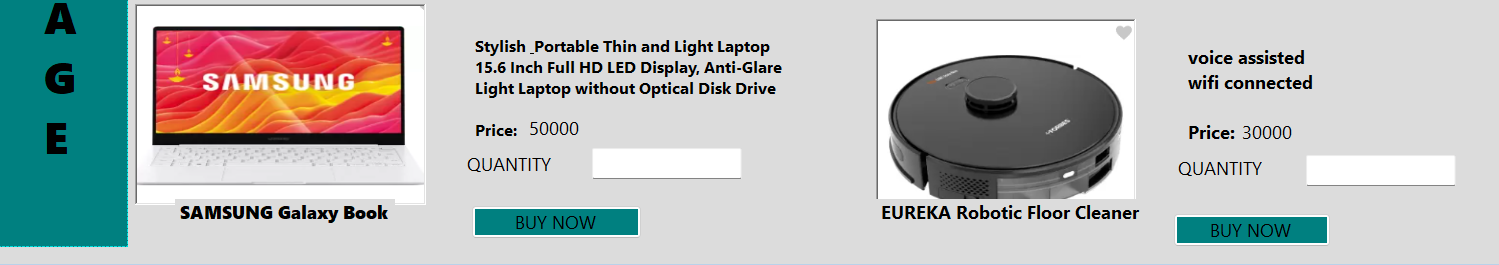 A
G
E
SAMSUNG
SAMSUNG Galaxy Book
Stylish _Portable Thin and Light Laptop
15.6 Inch Full HD LED Display, Anti-Glare
Light Laptop without Optical Disk Drive
Price: 50000
QUANTITY
BUY NOW
FORBES
EUREKA Robotic Floor Cleaner
voice assisted
wifi connected
Price: 30000
QUANTITY
BUY NOW